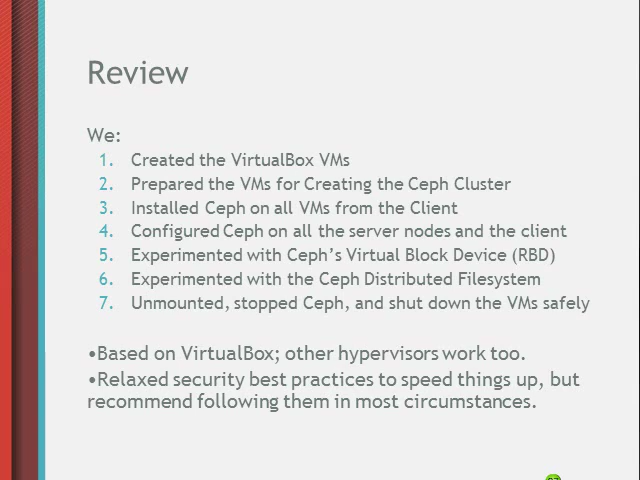 Review
We:
1. Created the VirtualBox VMs
2. Prepared the VMs for Creating the Ceph Cluster
3. Installed Ceph on all VMs from the Client
4. Configured Ceph on all the server nodes and the client
5. Experimented with Ceph’s Virtual Block Device (RBD)
6. Experimented with the Ceph Distributed Filesystem
7. Unmounted, stopped Ceph, and shut down the VMs safely
•Based on VirtualBox; other hypervisors work too.
•Relaxed security best practices to speed things up, but
recommend following them in most circumstances.